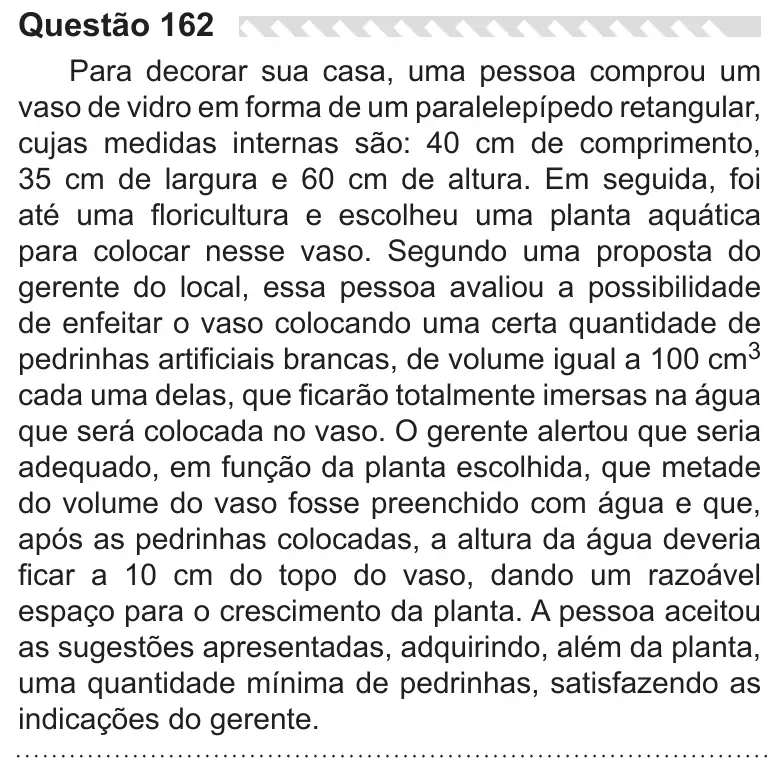 Questão 162
Para decorar sua casa, uma pessoa comprou um
vaso de vidro em forma de um paralelepípedo retangular,
cujas medidas internas são: 40 cm de comprimento,
35 cm de largura e 60 cm de altura. Em seguida, foi
até uma floricultura e escolheu uma planta aquática
para colocar nesse vaso. Segundo uma proposta do
gerente do local, essa pessoa avaliou a possibilidade
de enfeitar o vaso colocando uma certa quantidade de
pedrinhas artificiais brancas, de volume igual a 100 cm³
cada uma delas, que ficarão totalmente imersas na água
que será colocada no vaso. O gerente alertou que seria
adequado, em função da planta escolhida, que metade
do volume do vaso fosse preenchido com água e que,
após as pedrinhas colocadas, a altura da água deveria
ficar a 10 cm do topo do vaso, dando um razoável
espaço para o crescimento da planta. A pessoa aceitou
as sugestões apresentadas, adquirindo, além da planta,
uma quantidade mínima de pedrinhas, satisfazendo as
indicações do gerente.